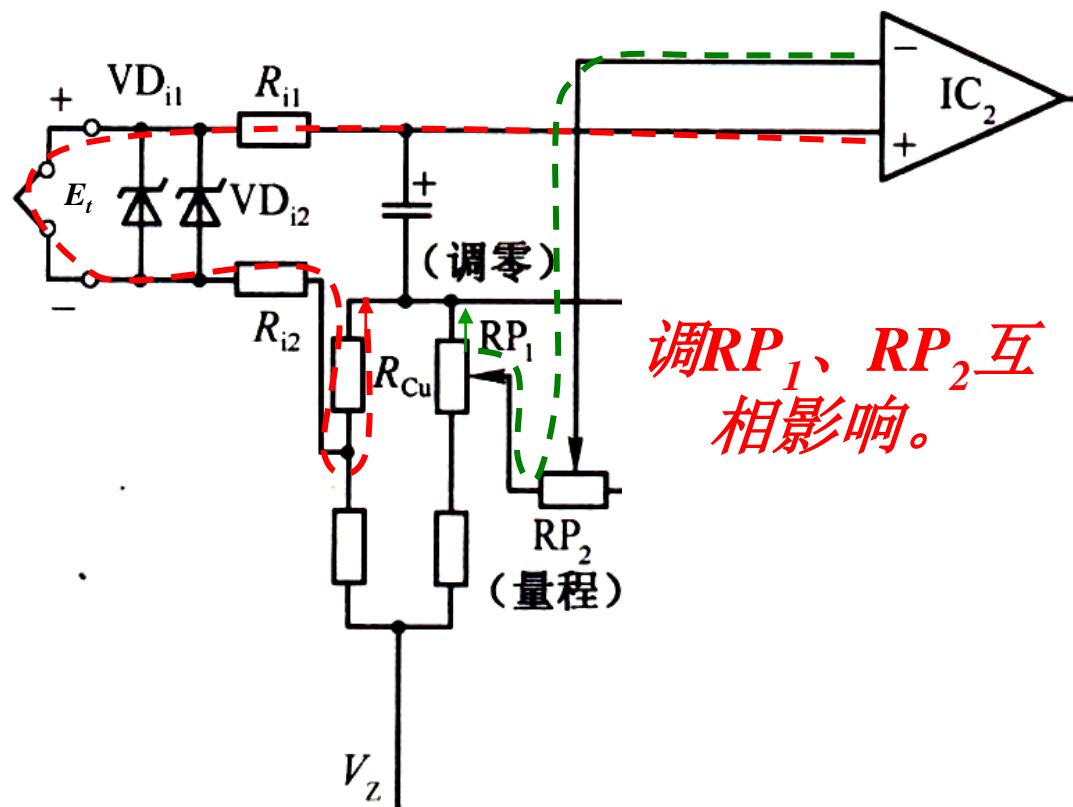 VDi1
Ri1
+
Et
VDi2
−
Ri2
+
(调零)
RCu
RP1
−
IC2
+
调RP1、RP2互
相影响。
RP2
(量程)
VZ